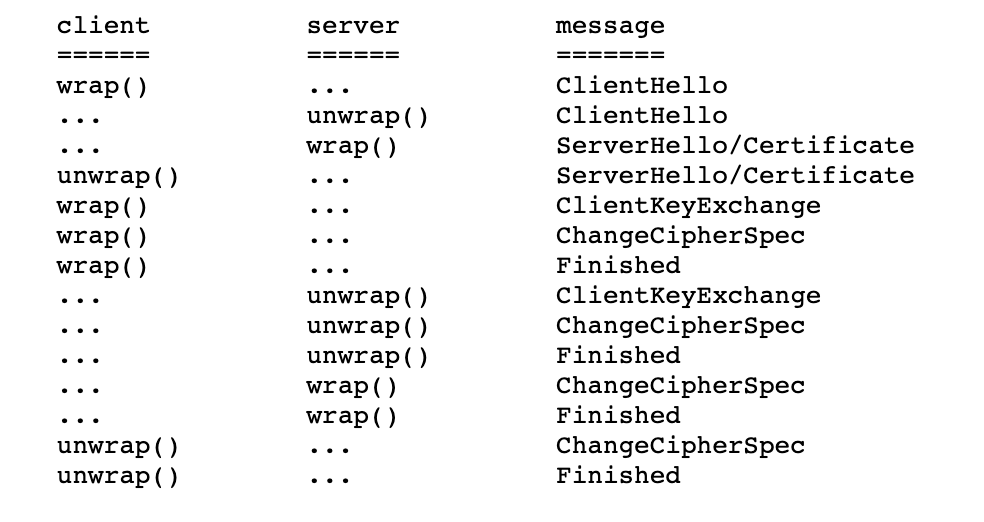 client server message
====== ====== =======
wrap() ... ClientHello
... unwrap() ClientHello
... wrap() ServerHello/Certificate
unwrap() ... ServerHello/Certificate
wrap() ... ClientKeyExchange
wrap() ... ChangeCipherSpec
wrap() ... Finished
... unwrap() ClientKeyExchange
... unwrap() ChangeCipherSpec
... unwrap() Finished
... wrap() ChangeCipherSpec
... wrap() Finished
unwrap() ... ChangeCipherSpec
unwrap() ... Finished